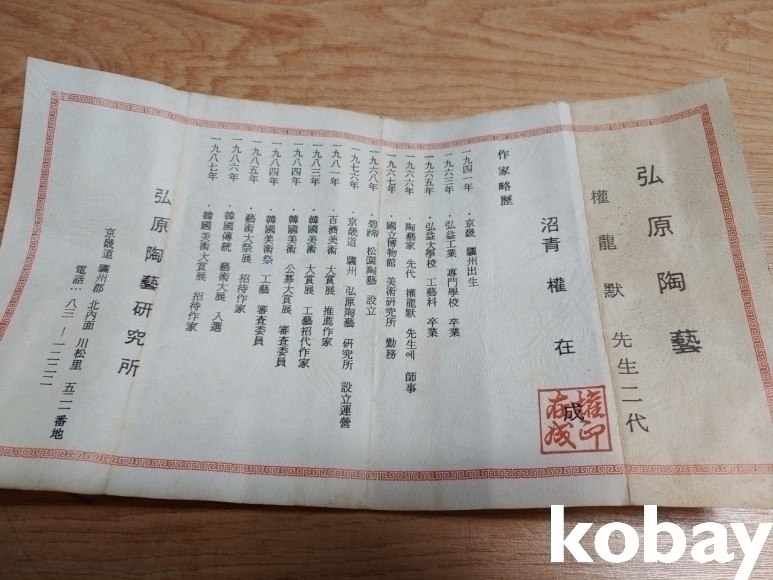 弘原陶藝
權龍默 先生二代
沼青 權在成
權在成印
作家略歷
一九四一年 · 京畿 驪州出生
一九六三年 · 弘益工業 專門學校 卒業
一九六五年 · 弘益大學校 工藝科 卒業
一九六六年 · 陶藝家 先代 權龍默 先生에 師事
一九六七年 · 國立博物館 美術硏究所 勤務
一九六八年 · 碧蹄 松園陶藝 設立
一九七六年 · 京畿道 驪州 弘原陶藝 硏究所 設立運營
一九八一年 · 百濟美術 大賞展 推薦作家
一九八三年 · 韓國美術 大賞展 工藝招代作家
一九八四年 · 韓國美術 公募大賞展 審査委員
一九八四年 · 韓國美術祭 工藝 審査委員
一九八五年 · 藝術大祭展 招待作家
一九八六年 · 韓國傳統 藝術大展 入選
一九八七年 · 韓國美術大賞展 招待作家
弘原陶藝硏究所
京畿道 驪州郡 北內面 川松里 五二一番地
電話:八三-一二三二
kobay